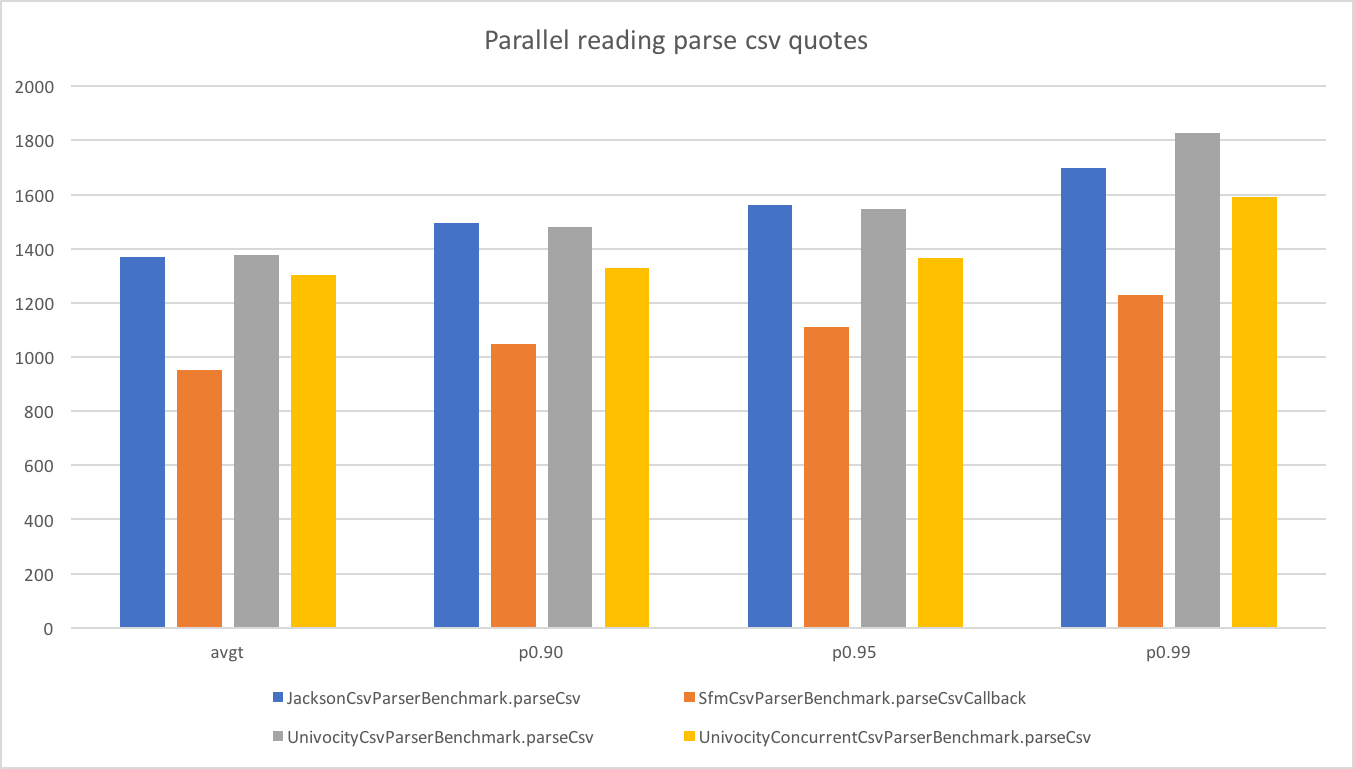 Parallel reading parse csv quotes
2000
1800
1600
1400
1200
1000
800
600
400
200
0
avgt p0.90 p0.95 p0.99
JacksonCsvParserBenchmark.parseCsv SfmCsvParserBenchmark.parseCsvCallback
UnivocityCsvParserBenchmark.parseCsv UnivocityConcurrentCsvParserBenchmark.parseCsv